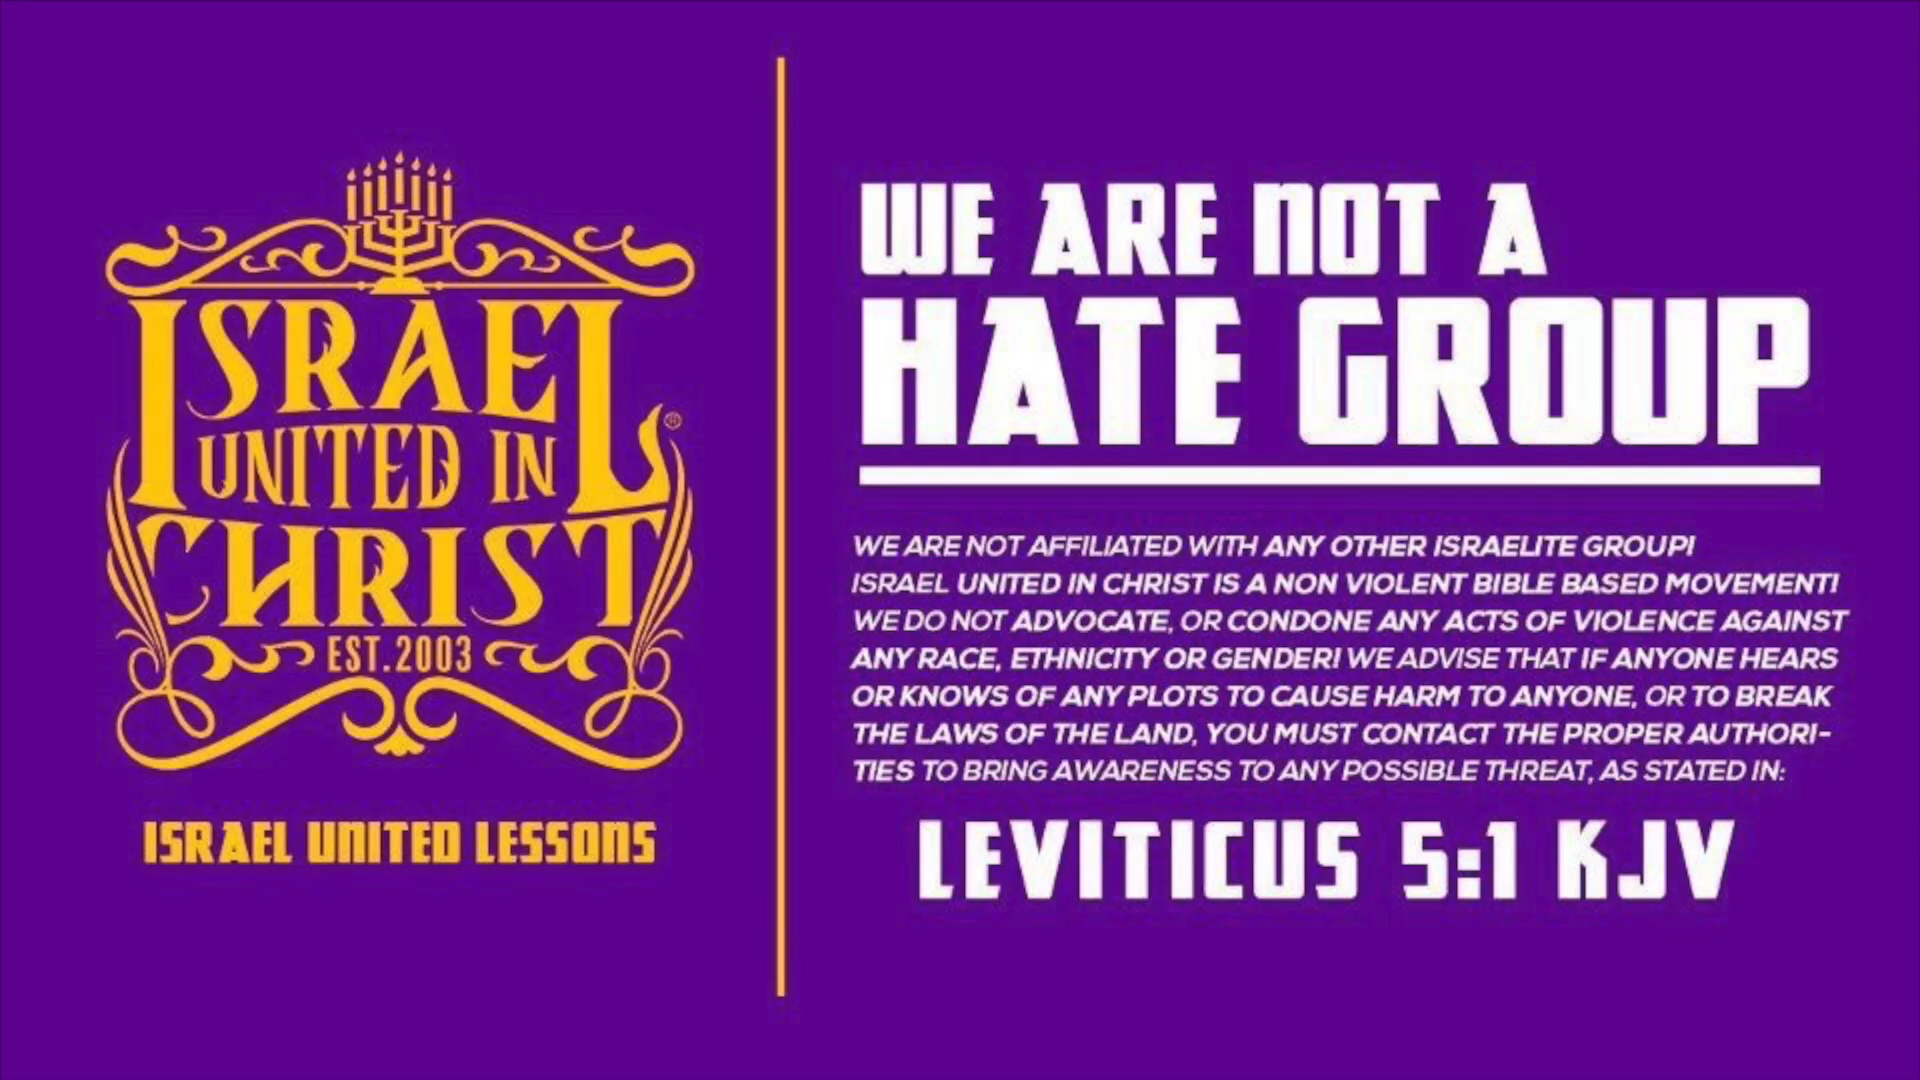 ISRAEL
UNITED IN
CHRIST
EST.2003
ISRAEL UNITED LESSONS
WE ARE NOT A
HATE GROUP
WE ARE NOT AFFILIATED WITH ANY OTHER ISRAELITE GROUP!
ISRAEL UNITED IN CHRIST IS A NON VIOLENT BIBLE BASED MOVEMENT!
WE DO NOT ADVOCATE, OR CONDONE ANY ACTS OF VIOLENCE AGAINST
ANY RACE, ETHNICITY OR GENDER! WE ADVISE THAT IF ANYONE HEARS
OR KNOWS OF ANY PLOTS TO CAUSE HARM TO ANYONE, OR TO BREAK
THE LAWS OF THE LAND, YOU MUST CONTACT THE PROPER AUTHORI-
TIES TO BRING AWARENESS TO ANY POSSIBLE THREAT, AS STATED IN:
LEVITICUS 5:1 KJV